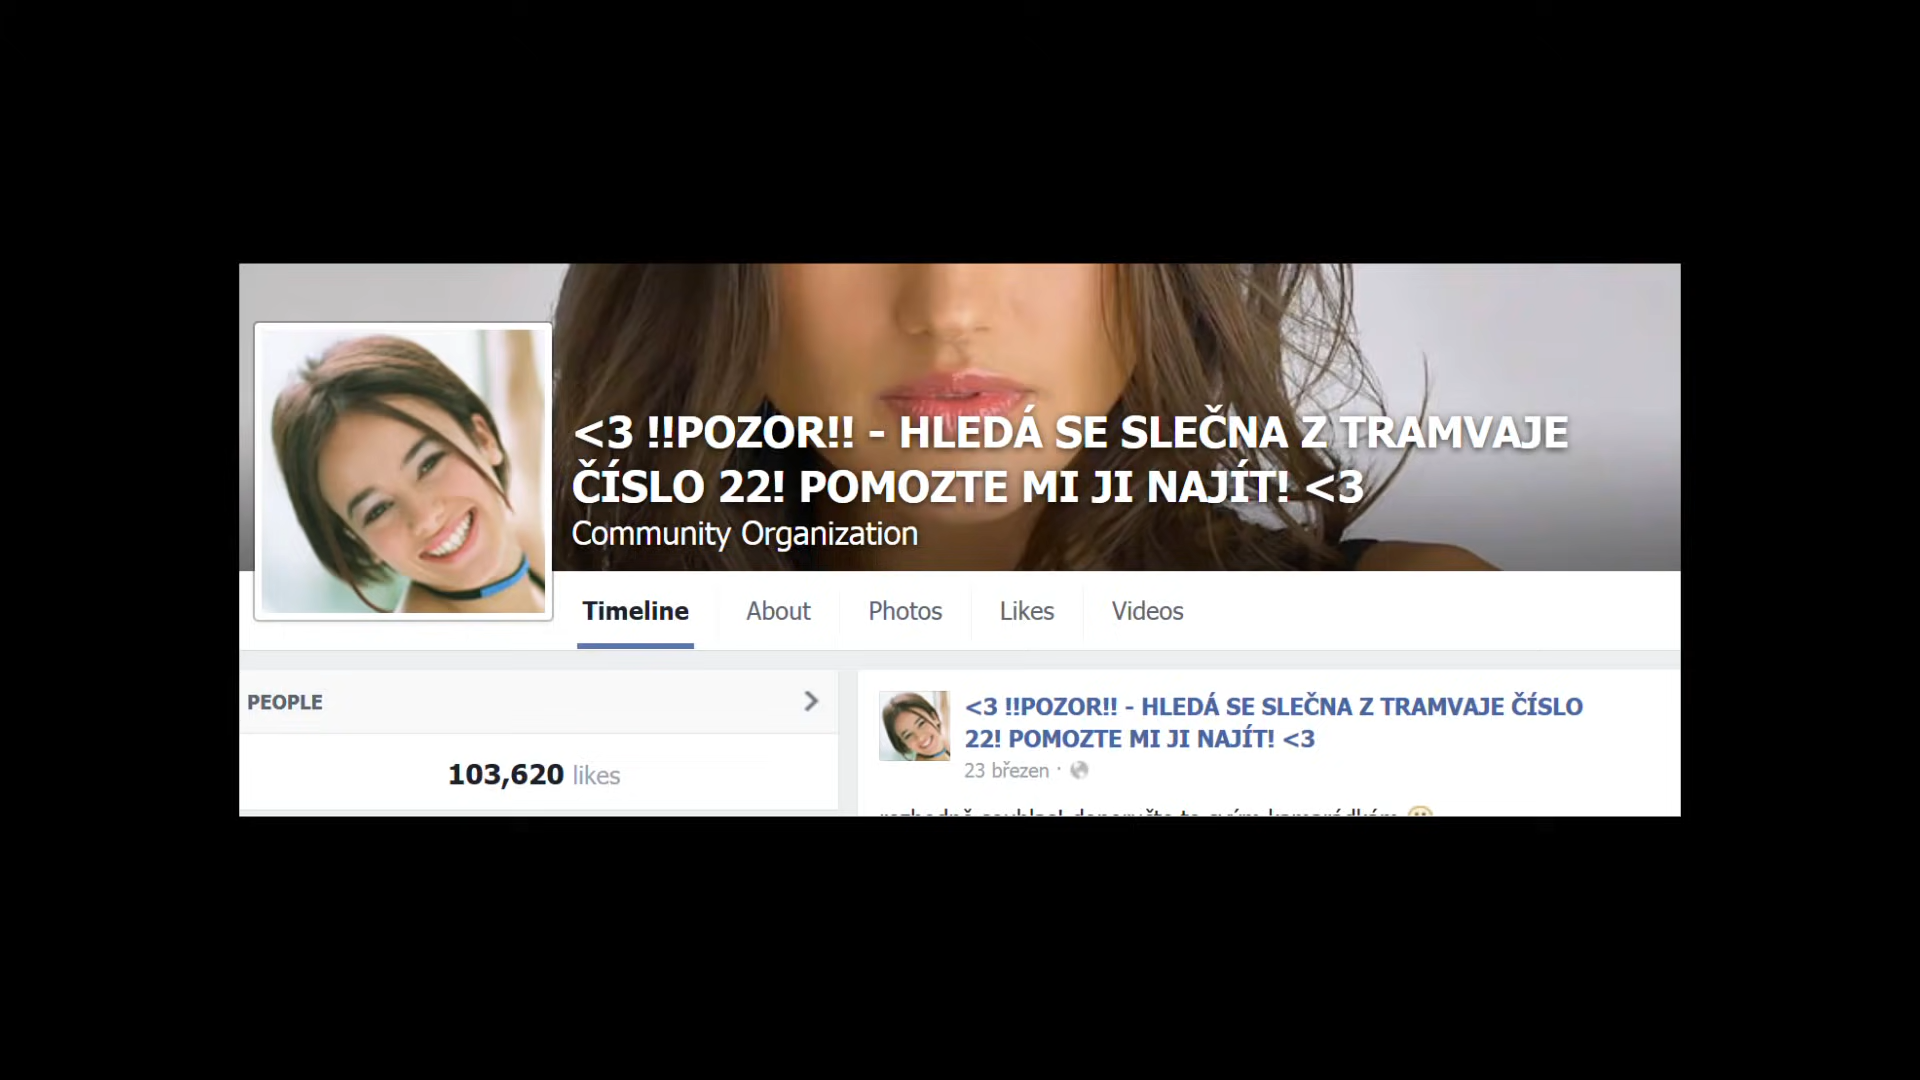 <3 !!POZOR!! - HLEDÁ SE SLEČNA Z TRAMVAJE
ČÍSLO 22! POMOZTE MI JI NAJÍT! <3
Community Organization
Timeline
About
Photos
Likes
Videos
PEOPLE
103,620 likes
<3 !!POZOR!! - HLEDÁ SE SLEČNA Z TRAMVAJE ČÍSLO
22! POMOZTE MI JI NAJÍT! <3
23 březen ·